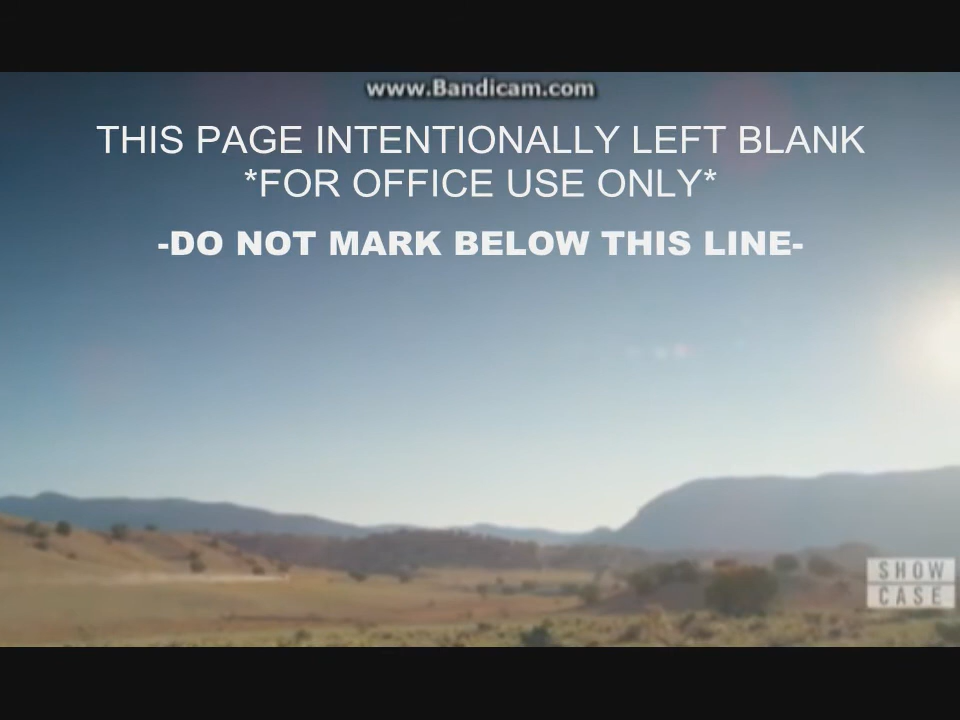 www.Bandicam.com
THIS PAGE INTENTIONALLY LEFT BLANK
*FOR OFFICE USE ONLY*
-DO NOT MARK BELOW THIS LINE-
SHOW
CASE